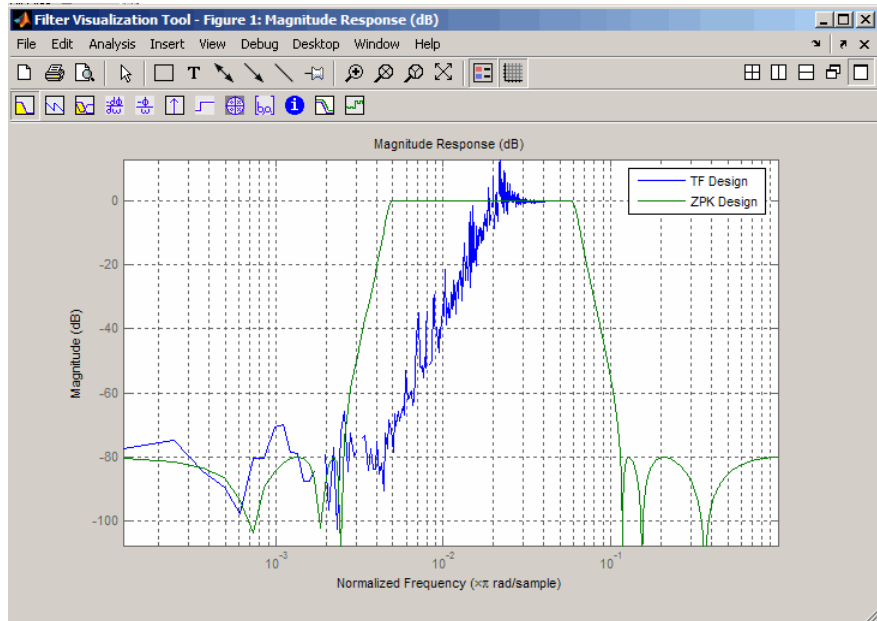 Filter Visualization Tool - Figure 1: Magnitude Response (dB)
File Edit Analysis Insert View Debug Desktop Window Help
Magnitude Response (dB)
TF Design
ZPK Design
0
-20
-40
-60
-80
-100
Magnitude (dB)
10^-3
10^-2
10^-1
Normalized Frequency (×π rad/sample)